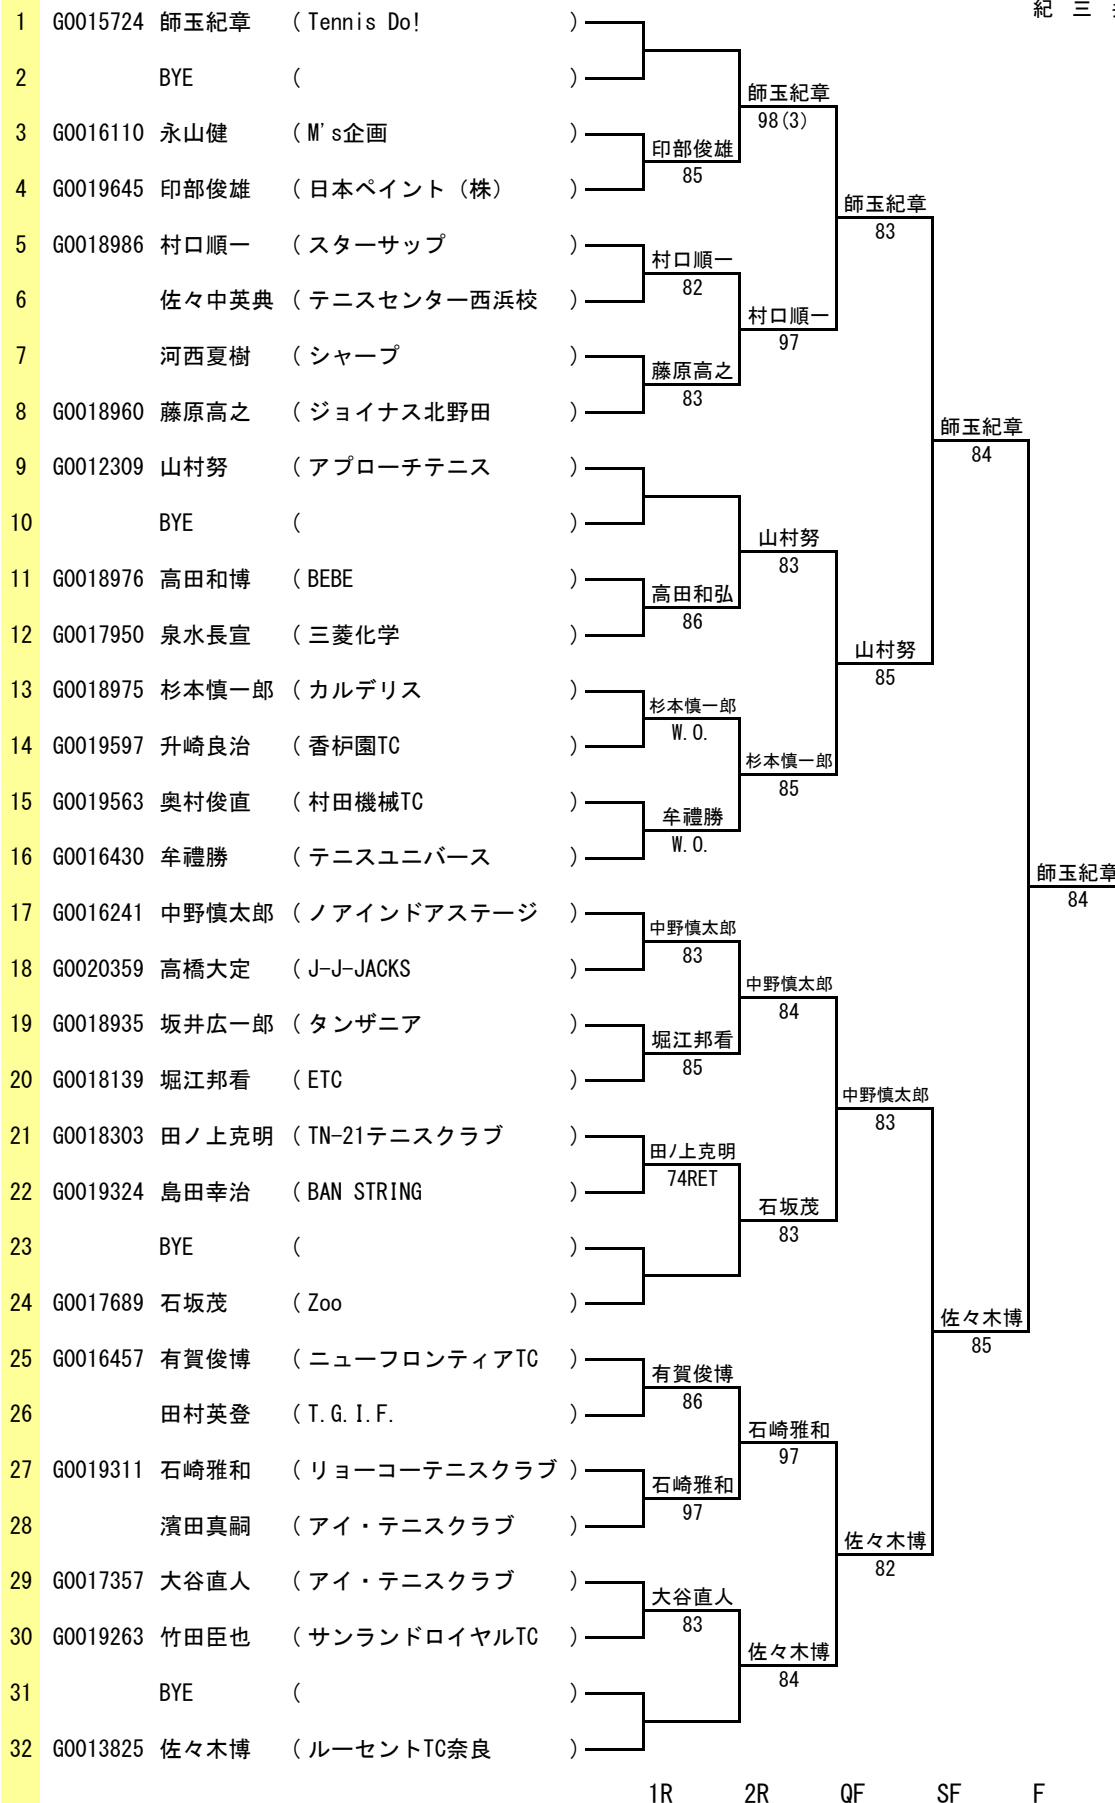 紀 三
1 G0015724 師玉紀章 ( Tennis Do! )
2 BYE ( )
師玉紀章
98(3)
3 G0016110 永山健 ( M's企画 )
印部俊雄
85
4 G0019645 印部俊雄 ( 日本ペイント（株） )
師玉紀章
83
5 G0018986 村口順一 ( スターサップ )
村口順一
82
6 佐々中英典 ( テニスセンター西浜校 )
村口順一
97
7 河西夏樹 ( シャープ )
藤原高之
83
8 G0018960 藤原高之 ( ジョイナス北野田 )
師玉紀章
84
9 G0012309 山村努 ( アプローチテニス )
10 BYE ( )
山村努
83
11 G0018976 高田和博 ( BEBE )
高田和弘
86
12 G0017950 泉水長宣 ( 三菱化学 )
山村努
85
13 G0018975 杉本慎一郎 ( カルデリス )
杉本慎一郎
W.O.
14 G0019597 升崎良治 ( 香枦園TC )
杉本慎一郎
85
15 G0019563 奥村俊直 ( 村田機械TC )
牟禮勝
W.O.
16 G0016430 牟禮勝 ( テニスユニバース )
師玉紀章
84
17 G0016241 中野慎太郎 ( ノアインドアステージ )
中野慎太郎
83
18 G0020359 高橋大定 ( J-J-JACKS )
中野慎太郎
84
19 G0018935 坂井広一郎 ( タンザニア )
堀江邦看
85
20 G0018139 堀江邦看 ( ETC )
中野慎太郎
83
21 G0018303 田ノ上克明 ( TN-21テニスクラブ )
田ノ上克明
74RET
22 G0019324 島田幸治 ( BAN STRING )
石坂茂
83
23 BYE ( )
24 G0017689 石坂茂 ( Zoo )
佐々木博
85
25 G0016457 有賀俊博 ( ニューフロンティアTC )
有賀俊博
86
26 田村英登 ( T.G.I.F. )
石崎雅和
97
27 G0019311 石崎雅和 ( リョーコーテニスクラブ )
石崎雅和
97
28 濱田真嗣 ( アイ・テニスクラブ )
佐々木博
82
29 G0017357 大谷直人 ( アイ・テニスクラブ )
大谷直人
83
30 G0019263 竹田臣也 ( サンランドロイヤルTC )
佐々木博
84
31 BYE ( )
32 G0013825 佐々木博 ( ルーセントTC奈良 )
1R 2R QF SF F